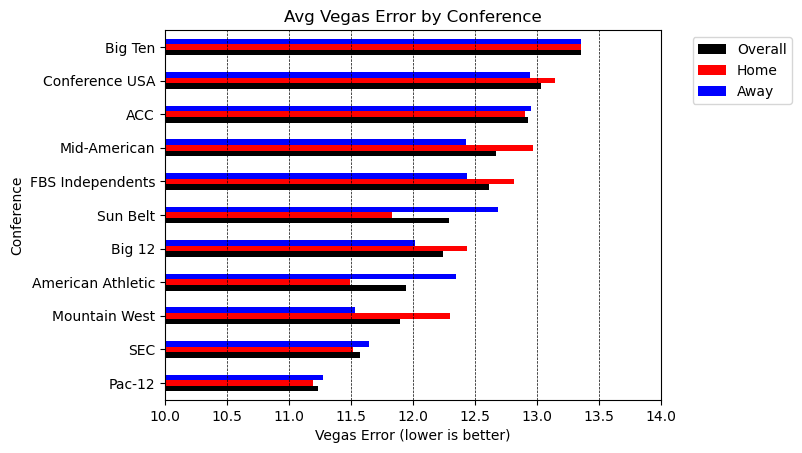 Avg Vegas Error by Conference
Conference
Big Ten
Conference USA
ACC
Mid-American
FBS Independents
Sun Belt
Big 12
American Athletic
Mountain West
SEC
Pac-12
10.0 10.5 11.0 11.5 12.0 12.5 13.0 13.5 14.0
Vegas Error (lower is better)
Overall
Home
Away